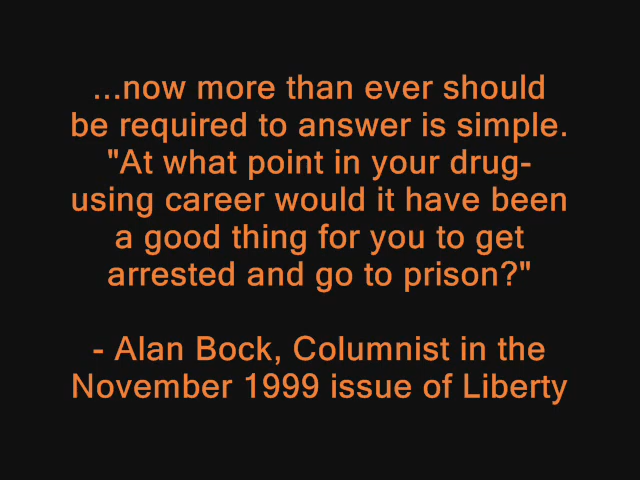 ...now more than ever should
be required to answer is simple.
"At what point in your drug-
using career would it have been
a good thing for you to get
arrested and go to prison?"
- Alan Bock, Columnist in the
November 1999 issue of Liberty